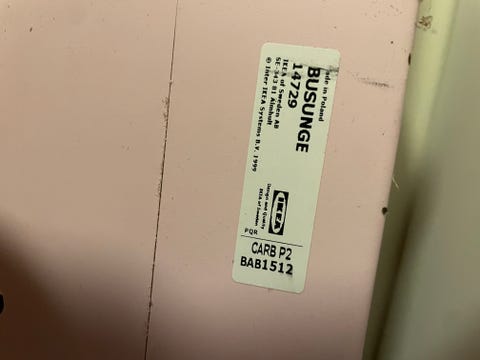 Made in Poland
BUSUNGE
14729
IKEA of Sweden AB
SE-343 81 Älmhult
© Inter IKEA Systems B.V. 1999
IKEA
Design and Quality
IKEA of Sweden
PQR
CARB P2
BAB1512